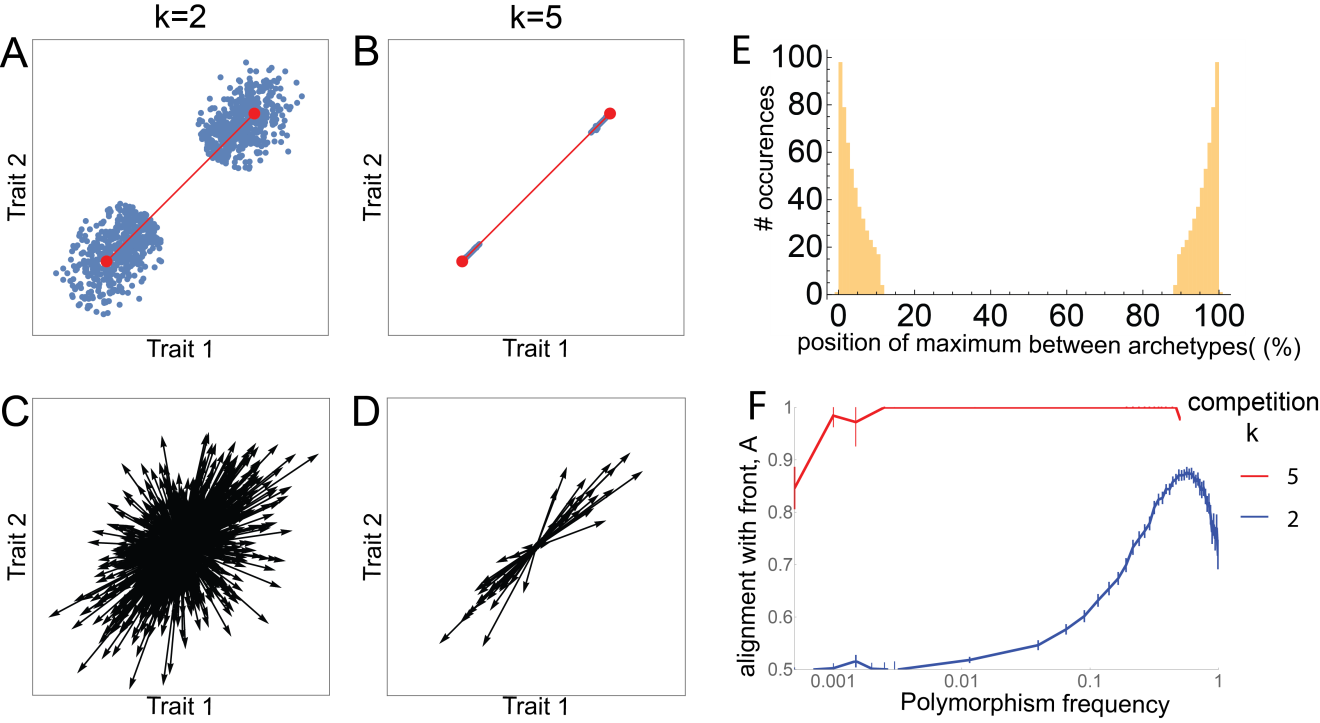 k=2
k=5
A
Trait 2
Trait 1
B
Trait 2
Trait 1
E
# occurences
100
80
60
40
20
0
0 20 40 60 80 100
position of maximum between archetypes( (%)
C
Trait 2
Trait 1
D
Trait 2
Trait 1
F
alignment with front, A
1
0.9
0.8
0.7
0.6
0.5
0.001 0.01 0.1 1
Polymorphism frequency
competition
k
5
2